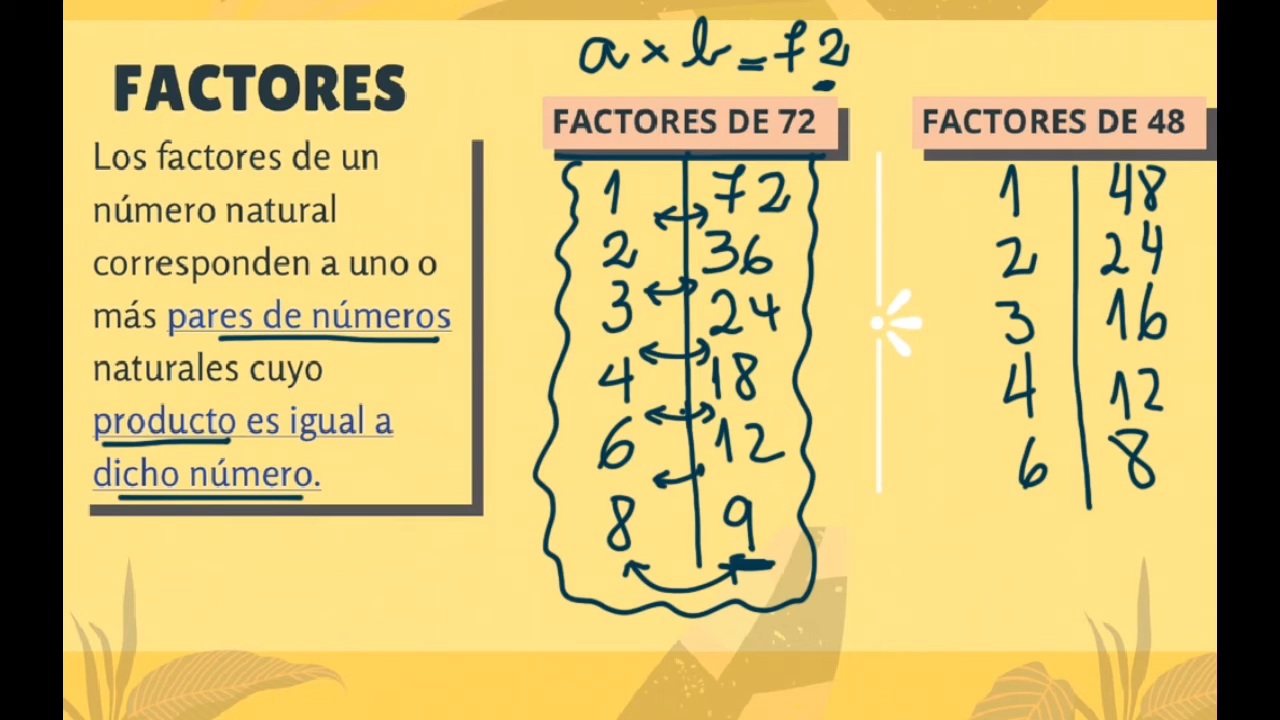 FACTORES
Los factores de un
número natural
corresponden a uno o
más pares de números
naturales cuyo
producto es igual a
dicho número.
a × b = 72
FACTORES DE 72
1 72
2 36
3 24
4 18
6 12
8 9
FACTORES DE 48
1 48
2 24
3 16
4 12
6 8